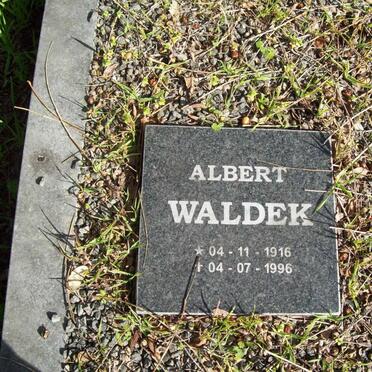 ALBERT
WALDEK
★ 04 - 11 - 1916
✝ 04 - 07 - 1996